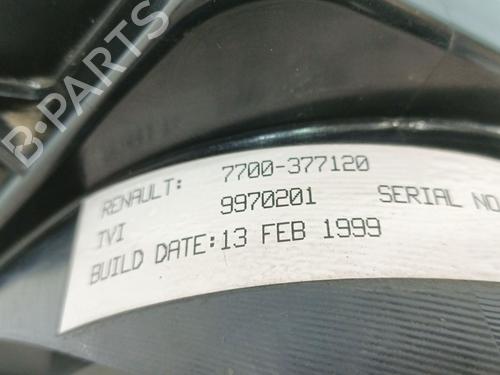 B-PARTS
RENAULT: 7700-377120
TVI 9970201 SERIAL NO
BUILD DATE: 13 FEB 1999